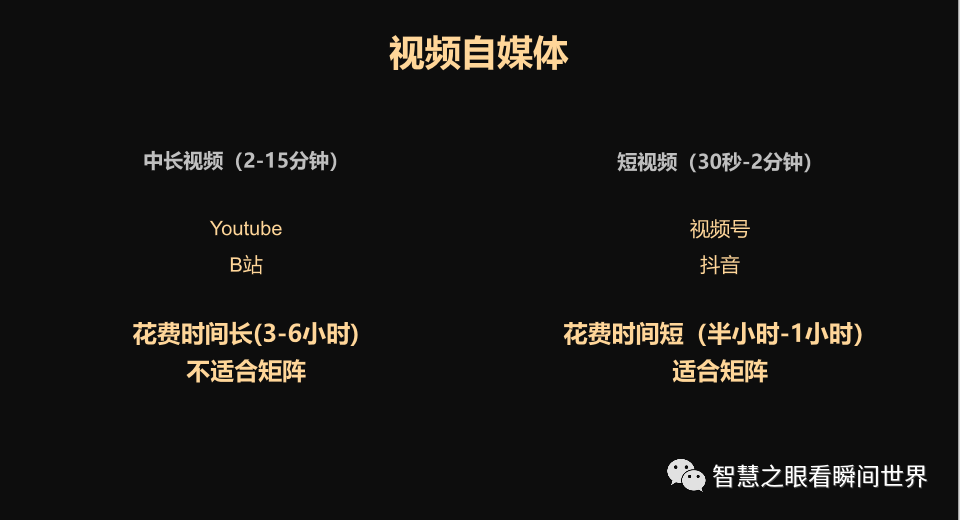 视频自媒体
中长视频（2-15分钟）
Youtube
B站
花费时间长(3-6小时)
不适合矩阵
短视频（30秒-2分钟）
视频号
抖音
花费时间短（半小时-1小时）
适合矩阵
智慧之眼看瞬间世界